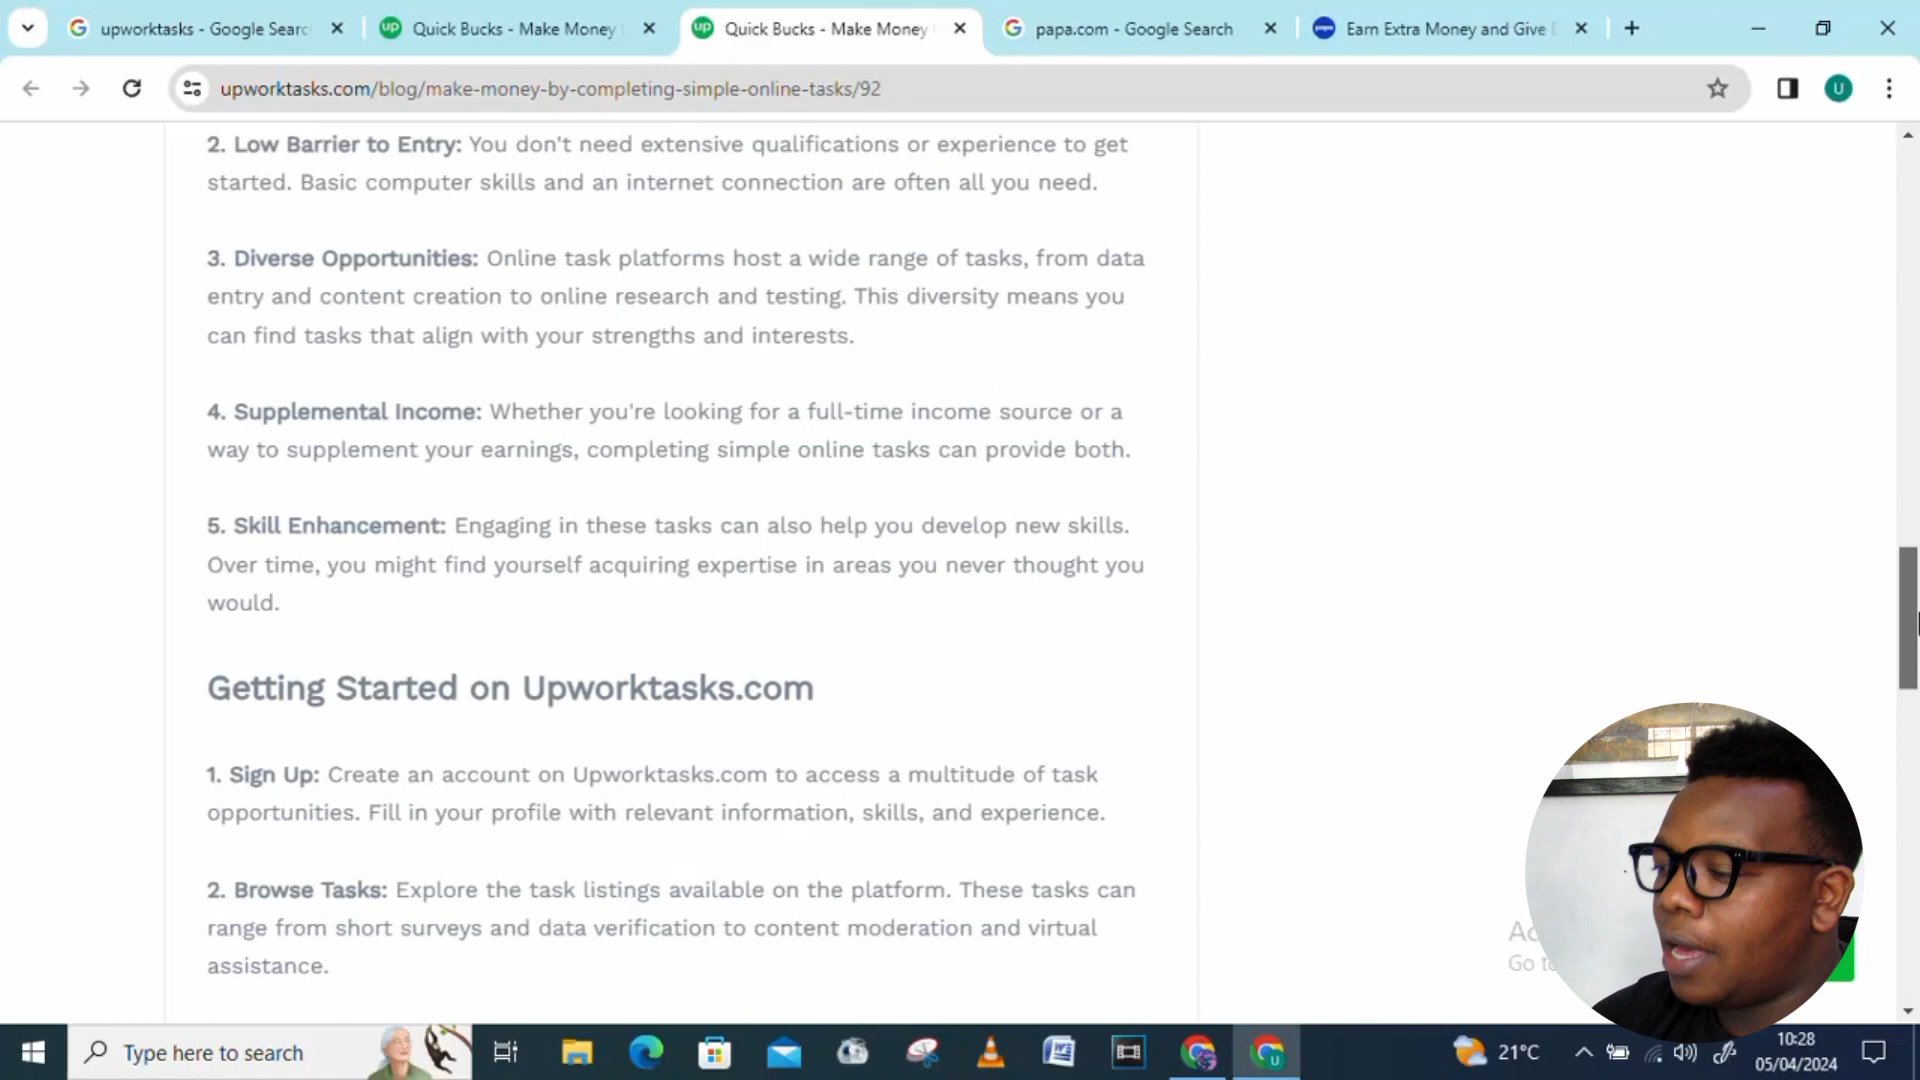 upworktasks - Google Searc
Quick Bucks - Make Money
Quick Bucks - Make Money
papa.com - Google Search
Earn Extra Money and Give
upworktasks.com/blog/make-money-by-completing-simple-online-tasks/92
U
2. Low Barrier to Entry: You don't need extensive qualifications or experience to get
started. Basic computer skills and an internet connection are often all you need.
3. Diverse Opportunities: Online task platforms host a wide range of tasks, from data
entry and content creation to online research and testing. This diversity means you
can find tasks that align with your strengths and interests.
4. Supplemental Income: Whether you're looking for a full-time income source or a
way to supplement your earnings, completing simple online tasks can provide both.
5. Skill Enhancement: Engaging in these tasks can also help you develop new skills.
Over time, you might find yourself acquiring expertise in areas you never thought you
would.
Getting Started on Upworktasks.com
1. Sign Up: Create an account on Upworktasks.com to access a multitude of task
opportunities. Fill in your profile with relevant information, skills, and experience.
2. Browse Tasks: Explore the task listings available on the platform. These tasks can
range from short surveys and data verification to content moderation and virtual
assistance.
Go
Type here to search
21°C
10:28
05/04/2024